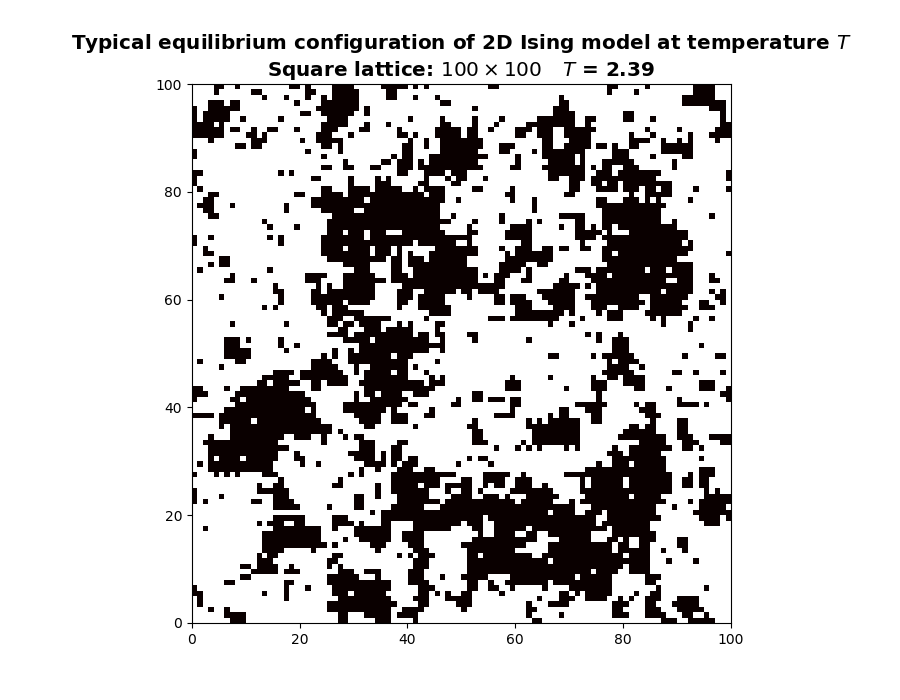 Typical equilibrium configuration of 2D Ising model at temperature T
Square lattice: 100 × 100 T = 2.39
100
80
60
40
20
0
0 20 40 60 80 100